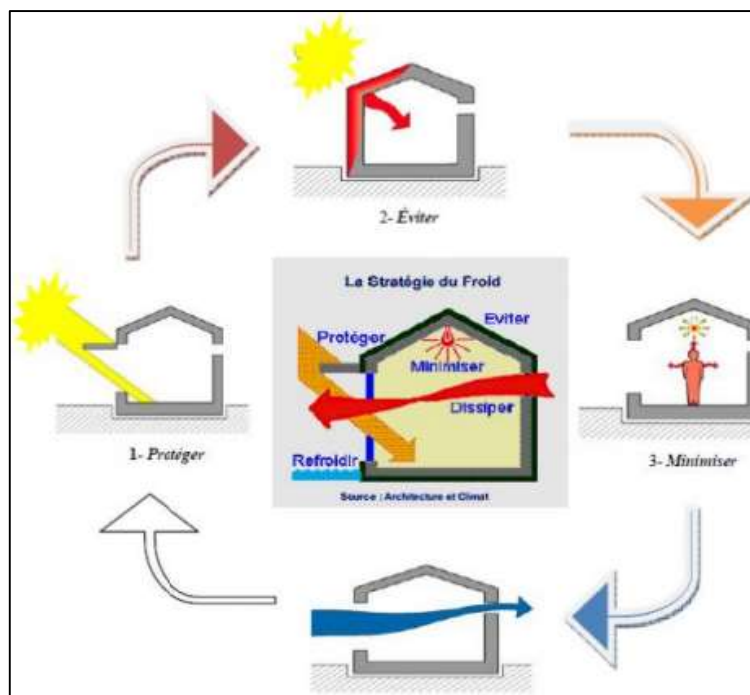 2- Éviter
La Stratégie du Froid
Protéger
Eviter
Minimiser
Dissiper
Refroidir
Source : Architecture et Climat
1- Protéger
3- Minimiser